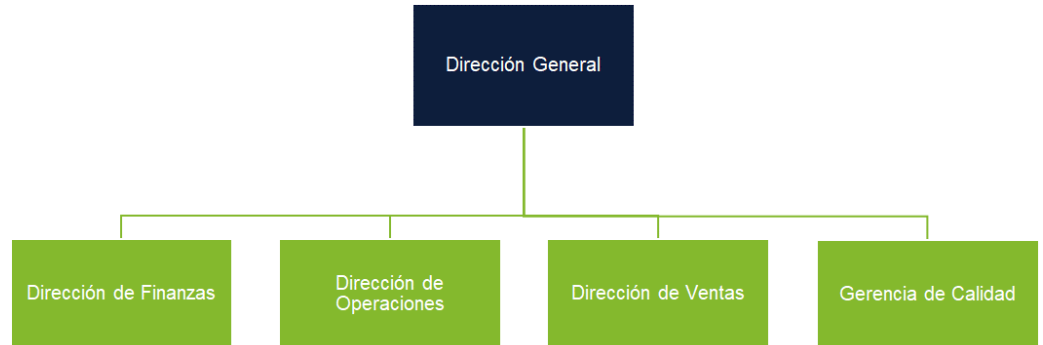 Dirección General
Dirección de Finanzas
Dirección de
Operaciones
Dirección de Ventas
Gerencia de Calidad